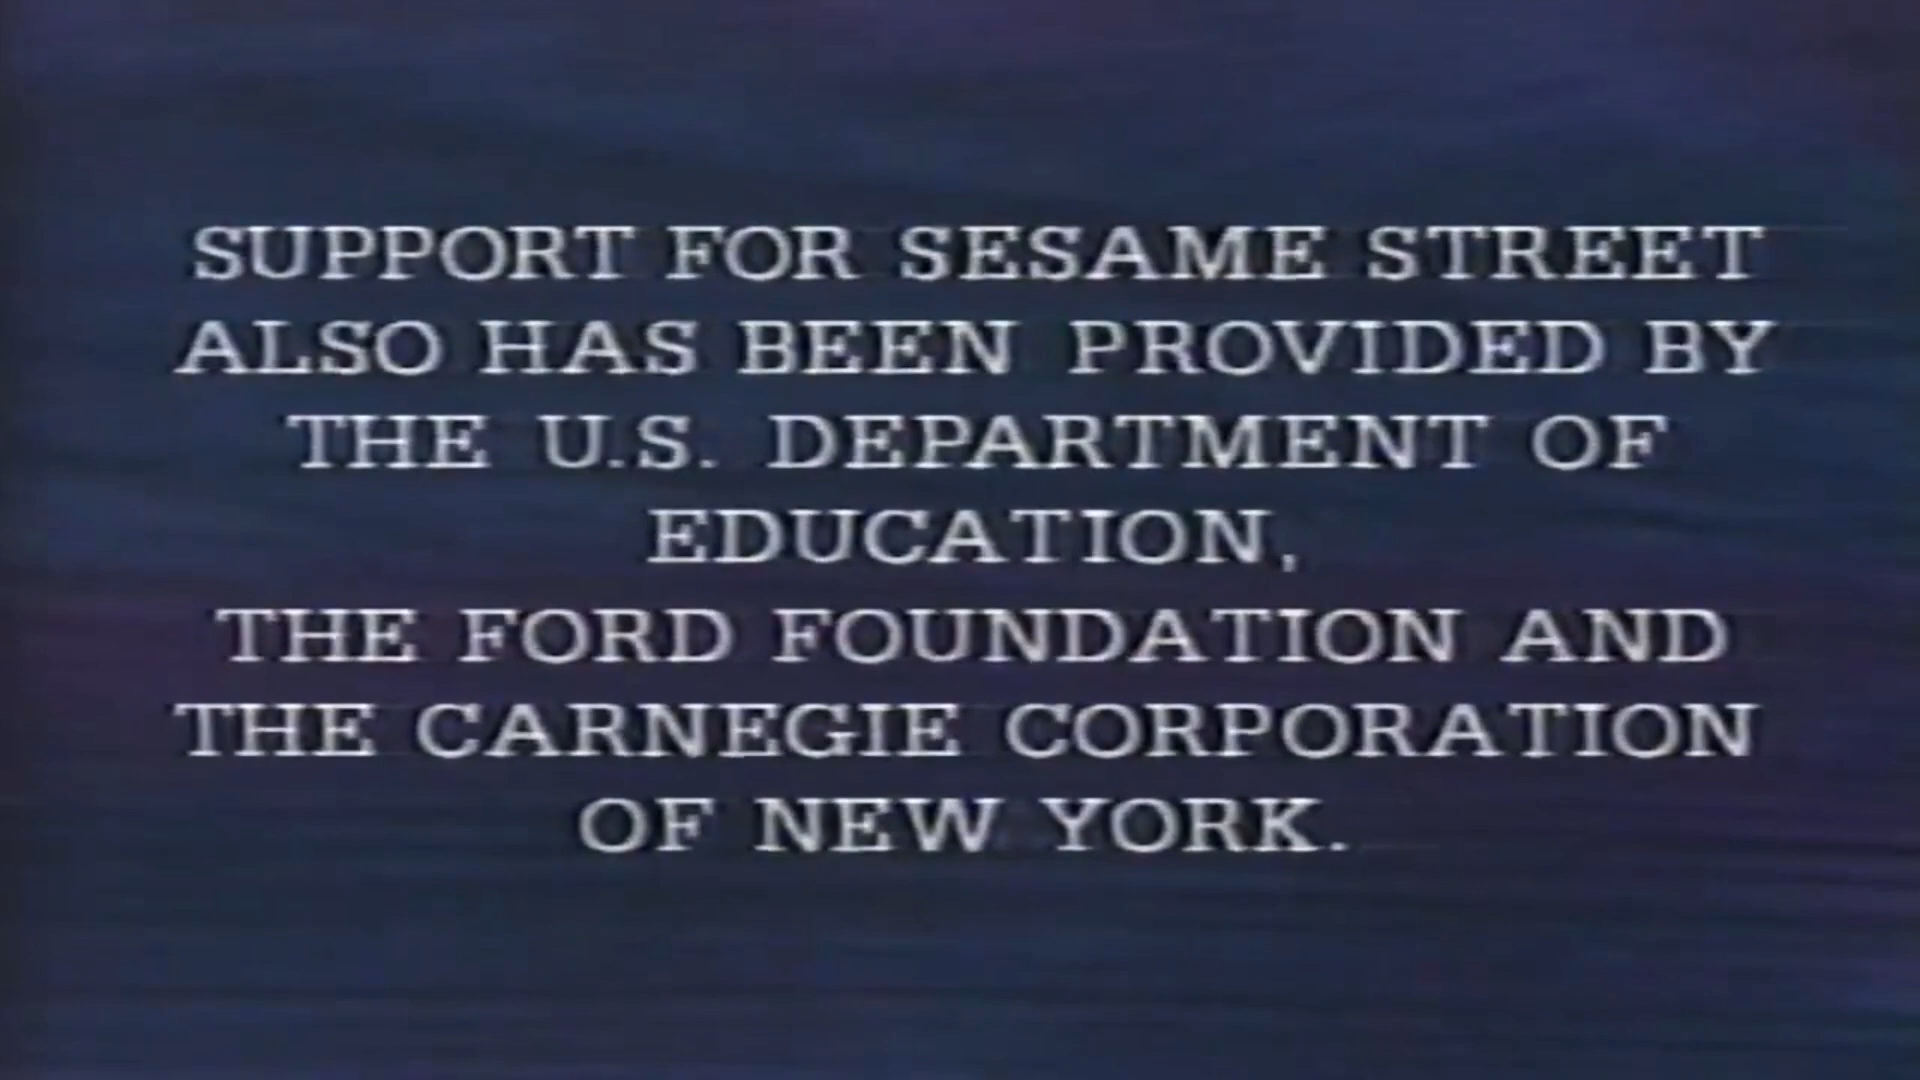 SUPPORT FOR SESAME STREET
ALSO HAS BEEN PROVIDED BY
THE U.S. DEPARTMENT OF
EDUCATION,
THE FORD FOUNDATION AND
THE CARNEGIE CORPORATION
OF NEW YORK.